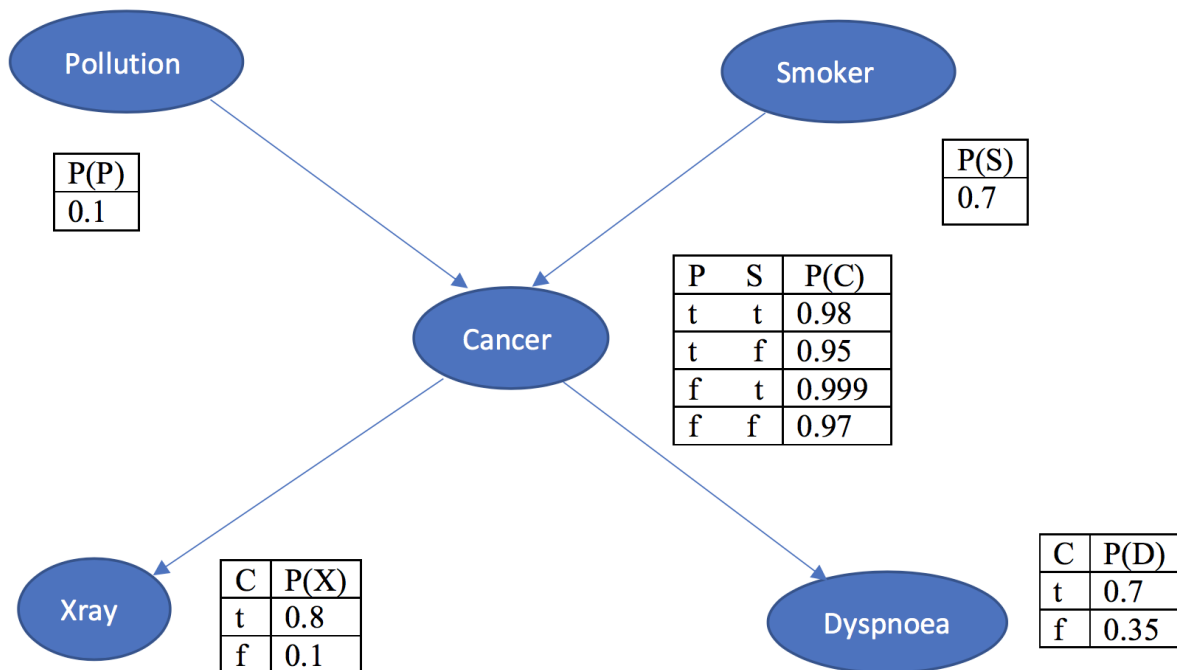 Pollution
Smoker
P(P)
0.1
P(S)
0.7
P S P(C)
t t 0.98
t f 0.95
f t 0.999
f f 0.97
Cancer
Xray
C P(X)
t 0.8
f 0.1
Dyspnoea
C P(D)
t 0.7
f 0.35